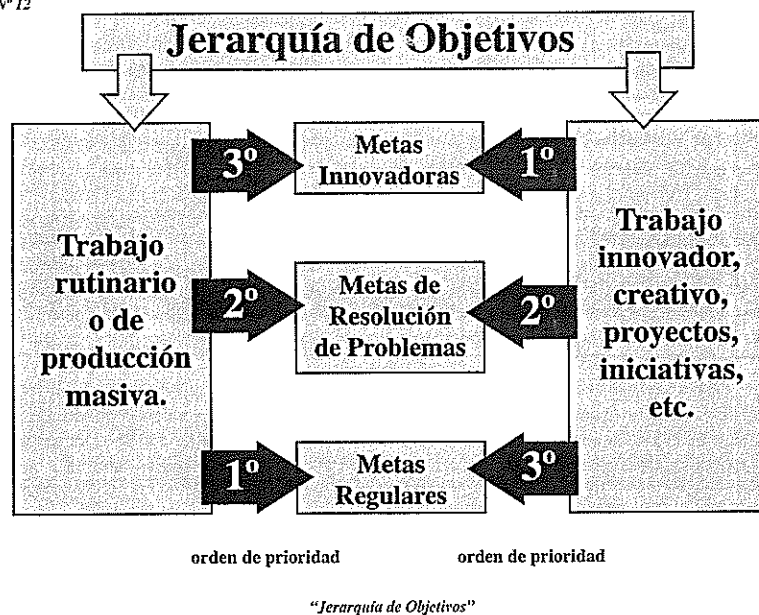 Nº 12
Jerarquía de Objetivos
Trabajo
rutinario
o de
producción
masiva.
3º
Metas
Innovadoras
1º
2º
Metas de
Resolución
de Problemas
2º
1º
Metas
Regulares
3º
Trabajo
innovador,
creativo,
proyectos,
iniciativas,
etc.
orden de prioridad
orden de prioridad
“Jerarquía de Objetivos”